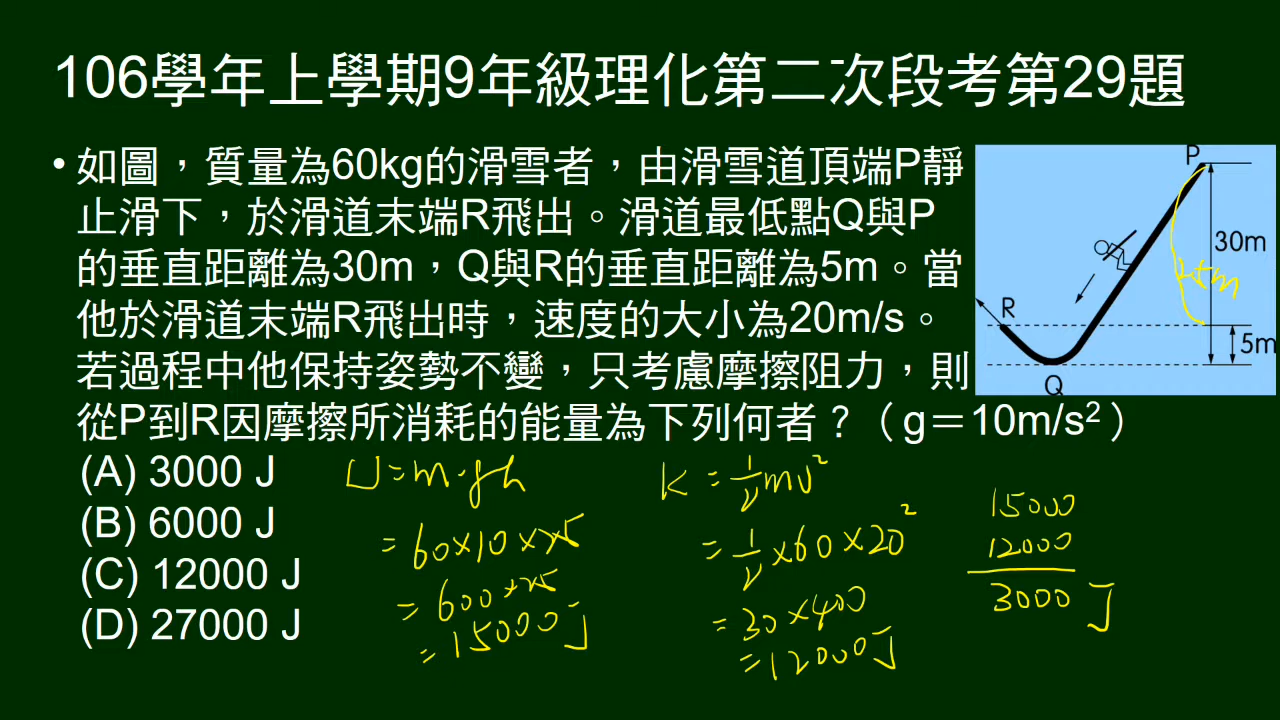 106學年上學期9年級理化第二次段考第29題
• 如圖，質量為60kg的滑雪者，由滑雪道頂端P靜
止滑下，於滑道末端R飛出。滑道最低點Q與P
的垂直距離為30m，Q與R的垂直距離為5m。當
他於滑道末端R飛出時，速度的大小為20m/s。
若過程中他保持姿勢不變，只考慮摩擦阻力，則
從P到R因摩擦所消耗的能量為下列何者？（g＝10m/s²）
(A) 3000 J
(B) 6000 J
(C) 12000 J
(D) 27000 J
P
30m
25m
R
5m
Q
U=m·gh
=60×10×25
=600×25
=15000J
K=½mv²
=½×60×20²
=30×400
=12000J
15000
12000
3000 J